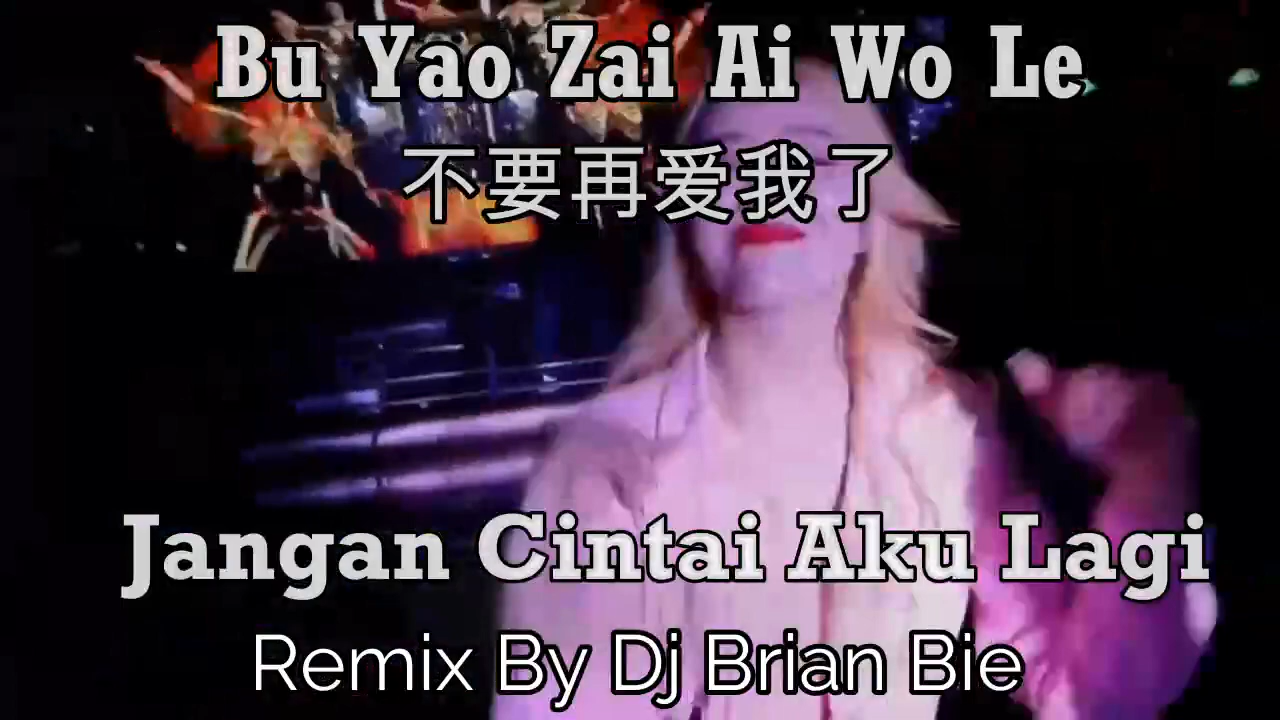 Bu Yao Zai Ai Wo Le
不要再爱我了
Jangan Cintai Aku Lagi
Remix By Dj Brian Bie